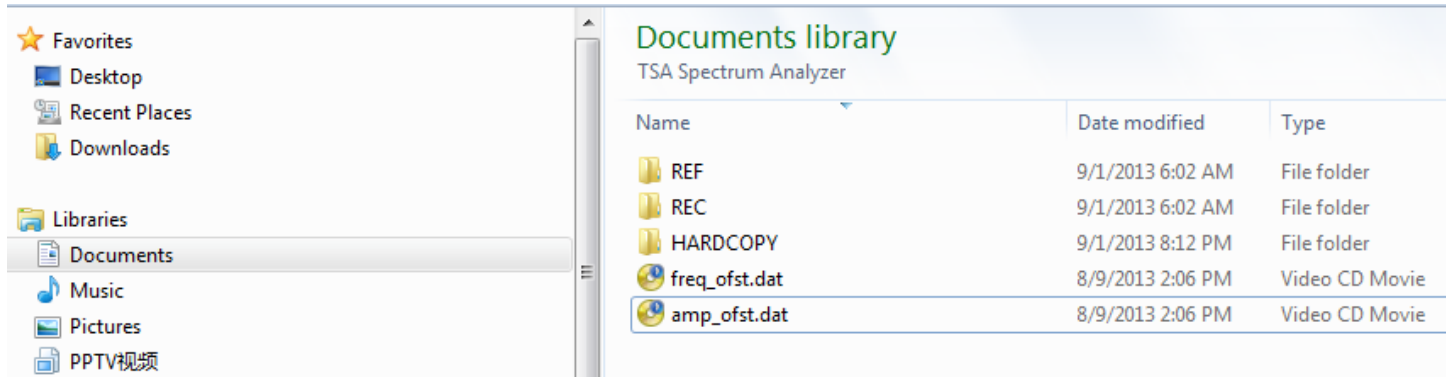 Favorites
Desktop
Recent Places
Downloads
Libraries
Documents
Music
Pictures
PPTV视频
Documents library
TSA Spectrum Analyzer
Name Date modified Type
REF 9/1/2013 6:02 AM File folder
REC 9/1/2013 6:02 AM File folder
HARDCOPY 9/1/2013 8:12 PM File folder
freq_ofst.dat 8/9/2013 2:06 PM Video CD Movie
amp_ofst.dat 8/9/2013 2:06 PM Video CD Movie